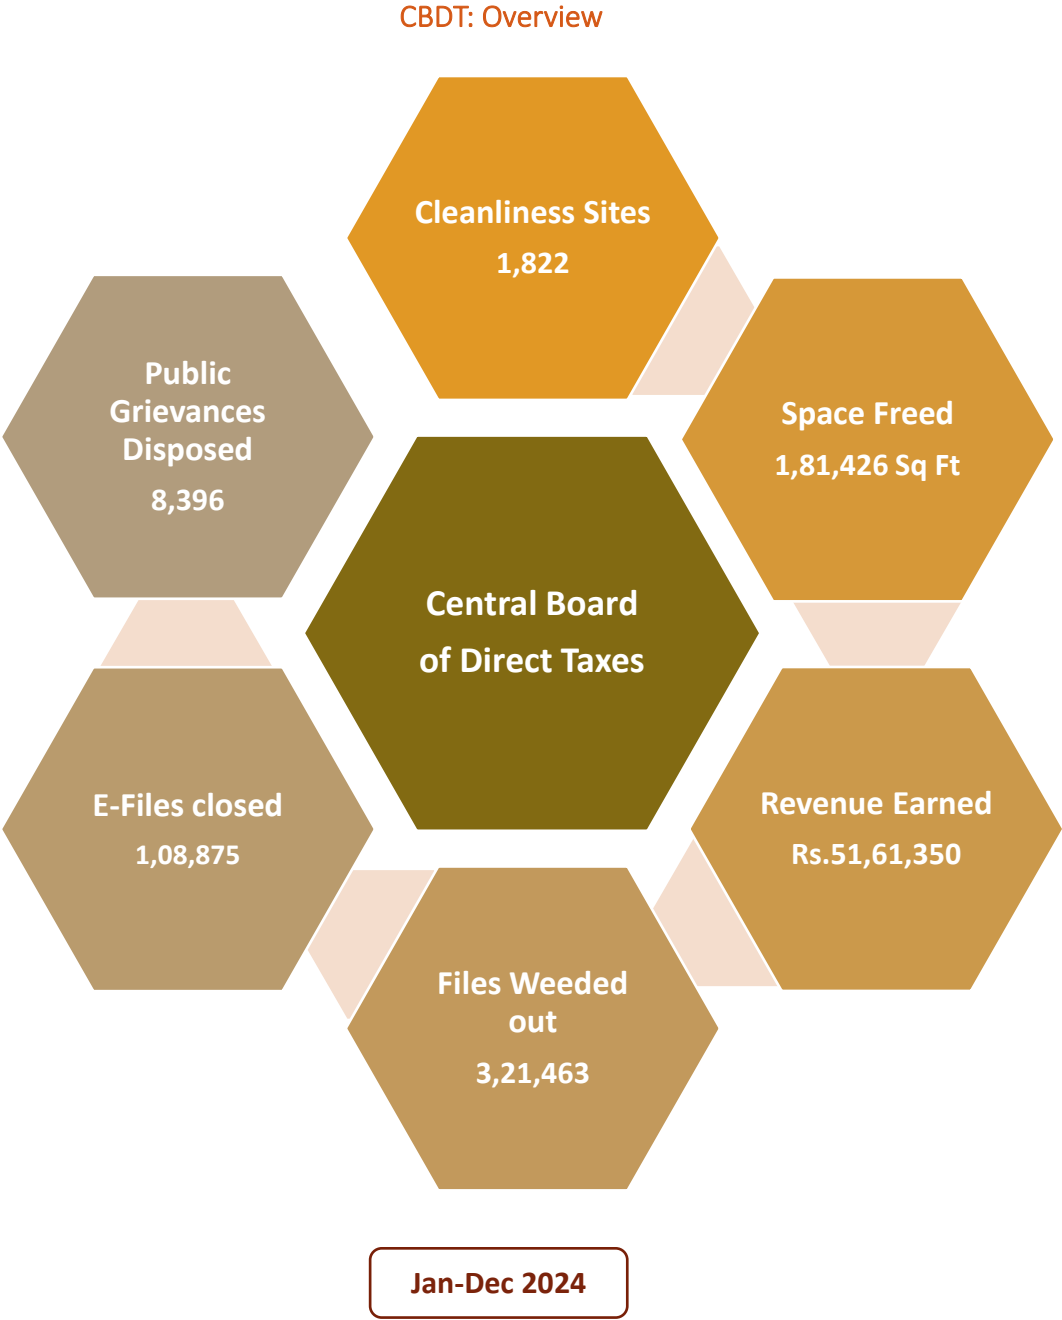 CBDT: Overview
Cleanliness Sites
1,822
Space Freed
1,81,426 Sq Ft
Revenue Earned
Rs.51,61,350
Files Weeded
out
3,21,463
E-Files closed
1,08,875
Public
Grievances
Disposed
8,396
Central Board
of Direct Taxes
Jan-Dec 2024